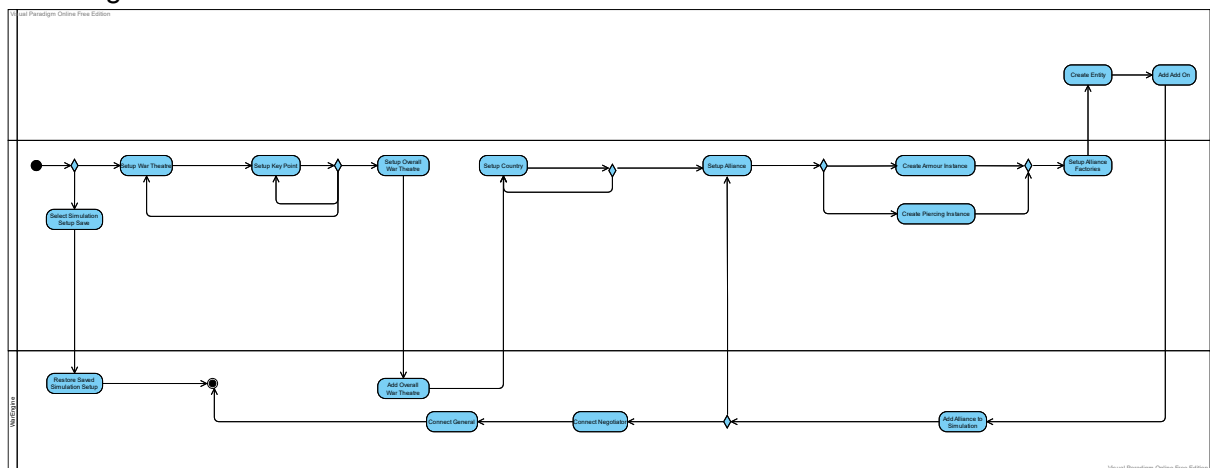 Visual Paradigm Online Free Edition
Create Entity
Add Add On
Setup War Theatre
Setup Key Point
Setup Overall
War Theatre
Setup Country
Setup Alliance
Create Armour Instance
Setup Alliance
Factories
Select Simulation
Setup Save
Create Piercing Instance
Restore Saved
Simulation Setup
Add Overall
War Theatre
WarEngine
Connect General
Connect Negotiator
Add Alliance to
Simulation
Visual Paradigm Online Free Edition